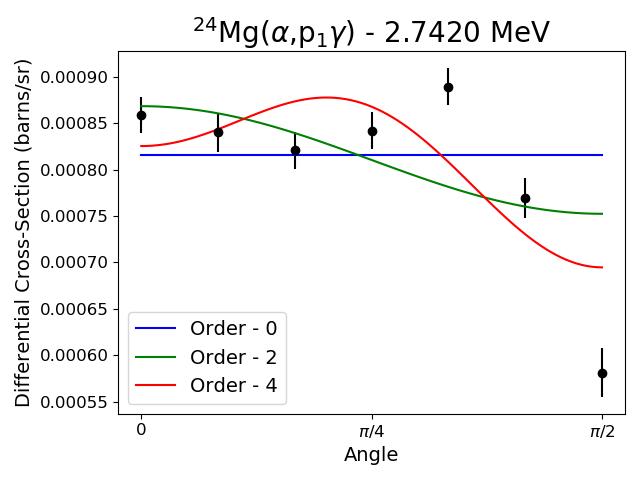 ²⁴Mg(α,p₁γ) - 2.7420 MeV
Differential Cross-Section (barns/sr)
0.00090
0.00085
0.00080
0.00075
0.00070
0.00065
0.00060
0.00055
Order - 0
Order - 2
Order - 4
0 π/4 π/2
Angle